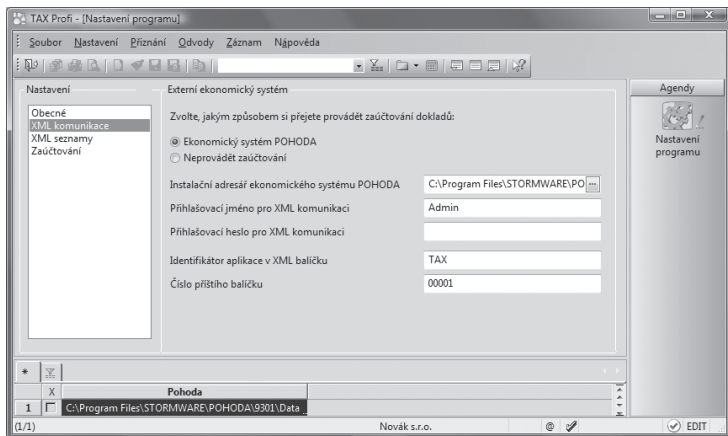 TAX Profi - [Nastavení programu]
Soubor Nastavení Přiznání Odvody Záznam Nápověda
Nastavení
Obecné
XML komunikace
XML seznamy
Zaúčtování
Externí ekonomický systém
Zvolte, jakým způsobem si přejete provádět zaúčtování dokladů:
Ekonomický systém POHODA
Neprovádět zaúčtování
Instalační adresář ekonomického systému POHODA C:\Program Files\STORMWARE\PO ...
Přihlašovací jméno pro XML komunikaci Admin
Přihlašovací heslo pro XML komunikaci
Identifikátor aplikace v XML balíčku TAX
Číslo příštího balíčku 00001
Agendy
Nastavení
programu
*
X Pohoda
1 C:\Program Files\STORMWARE\POHODA\9301\Data
(1/1) Novák s.r.o. @ EDIT